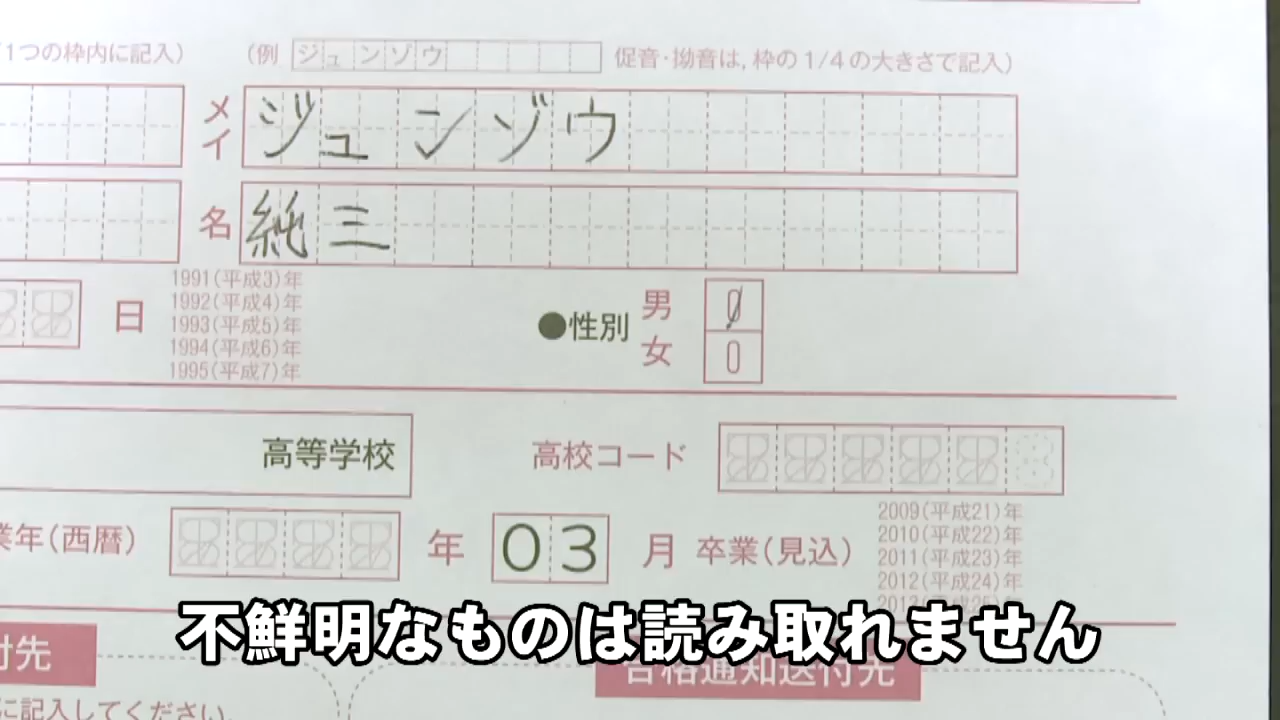 1つの枠内に記入)
(例 ジュンゾウ 促音・拗音は,枠の1/4の大きさで記入)
メイ ジュンゾウ
名 純三
日
1991(平成3)年
1992(平成4)年
1993(平成5)年
1994(平成6)年
1995(平成7)年
●性別
男 0
女 0
高等学校
高校コード
業年(西暦)
年 03 月 卒業(見込)
2009(平成21)年
2010(平成22)年
2011(平成23)年
2012(平成24)年
2013(平成25)年
不鮮明なものは読み取れません
付先
合格通知送付先
に記入してください。